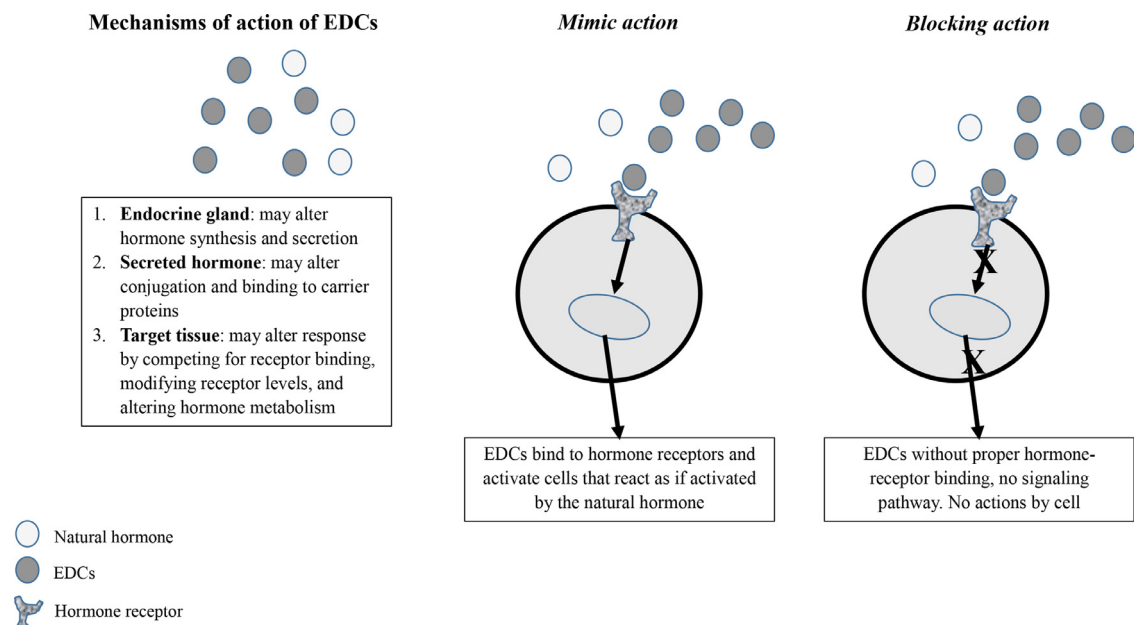 Mechanisms of action of EDCs
1. Endocrine gland: may alter
hormone synthesis and secretion
2. Secreted hormone: may alter
conjugation and binding to carrier
proteins
3. Target tissue: may alter response
by competing for receptor binding,
modifying receptor levels, and
altering hormone metabolism
Mimic action
EDCs bind to hormone receptors and
activate cells that react as if activated
by the natural hormone
Blocking action
X
X
EDCs without proper hormone-
receptor binding, no signaling
pathway. No actions by cell
Natural hormone
EDCs
Hormone receptor